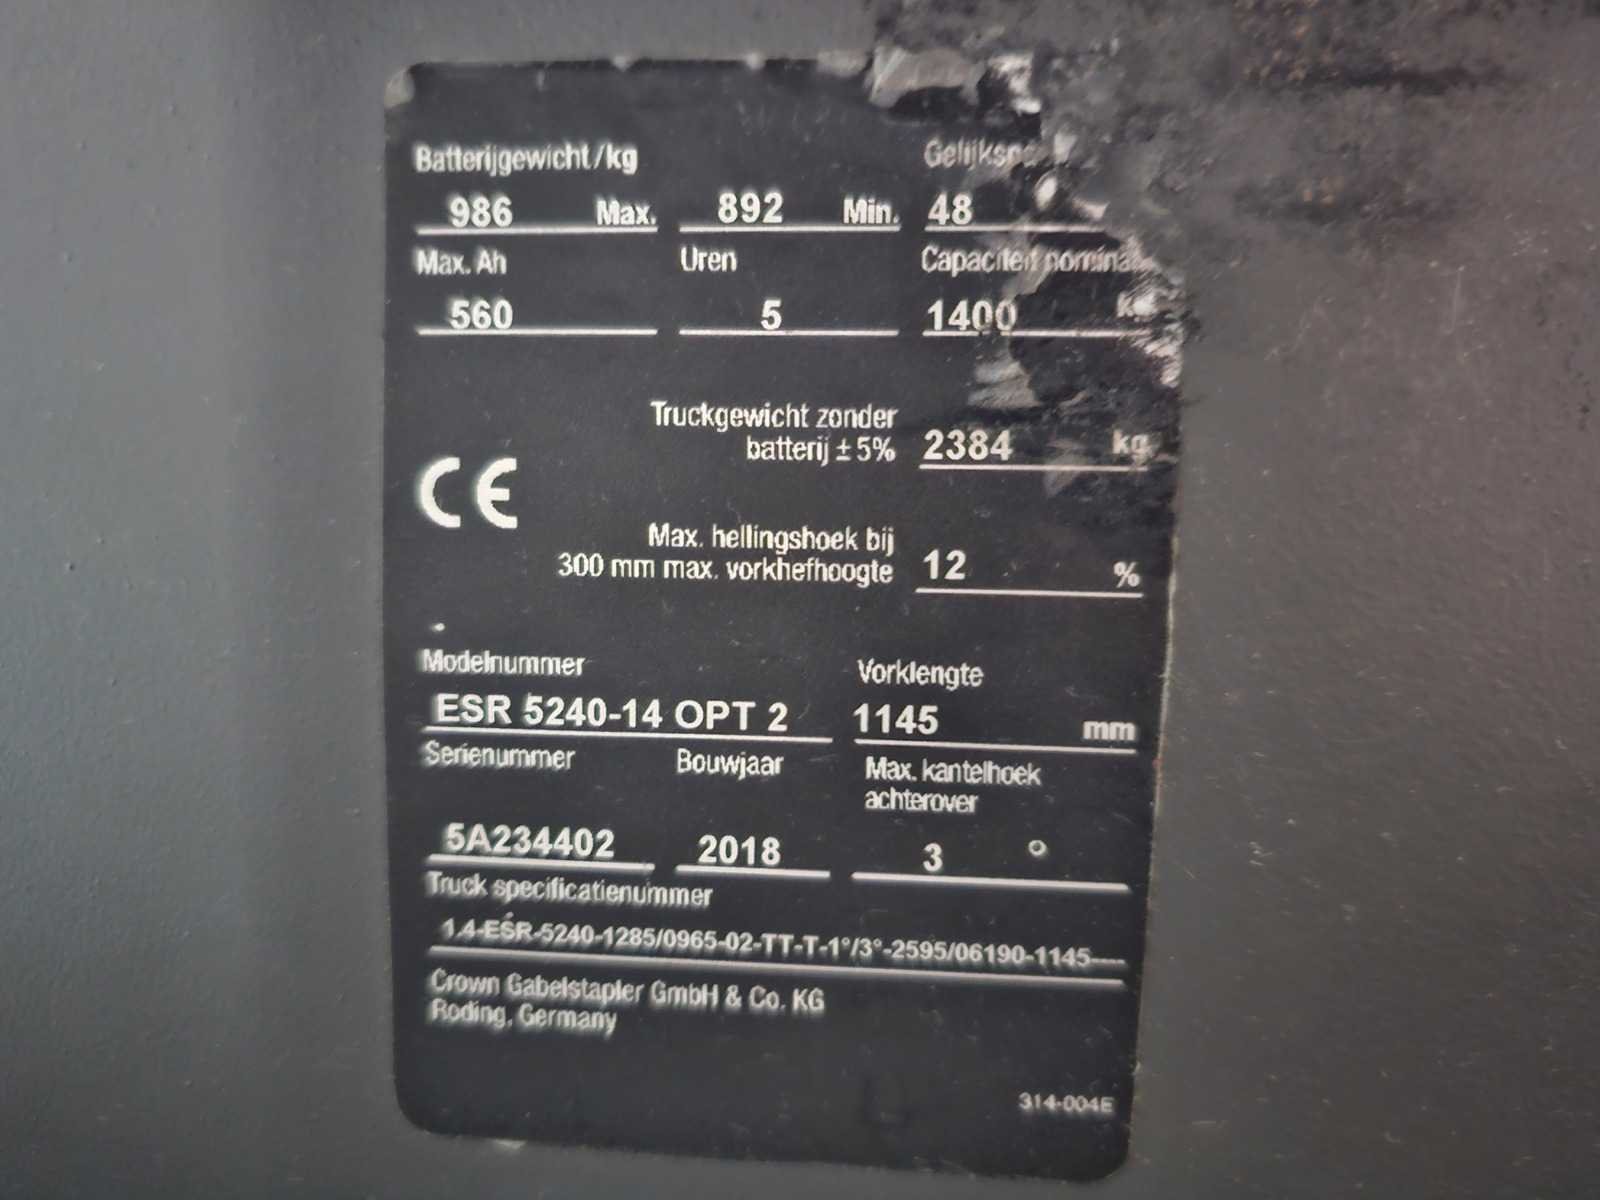 Batterijgewicht/kg
986 Max. 892 Min. 48
Max. Ah Uren Capaciteit
560 5 1400 kg
Truckgewicht zonder
batterij ± 5% 2384 kg
CE
Max. hellingshoek bij
300 mm max. vorkhefhoogte 12 %
Modelnummer Vorklengte
ESR 5240-14 OPT 2 1145 mm
Serienummer Bouwjaar Max. kantelhoek
achterover
5A234402 2018 3 °
Truck specificatienummer
1.4-ESR-5240-1285/0965-02-TT-T-1°/3°-2595/06190-1145----
Crown Gabelstapler GmbH & Co. KG
Roding, Germany
314-004E